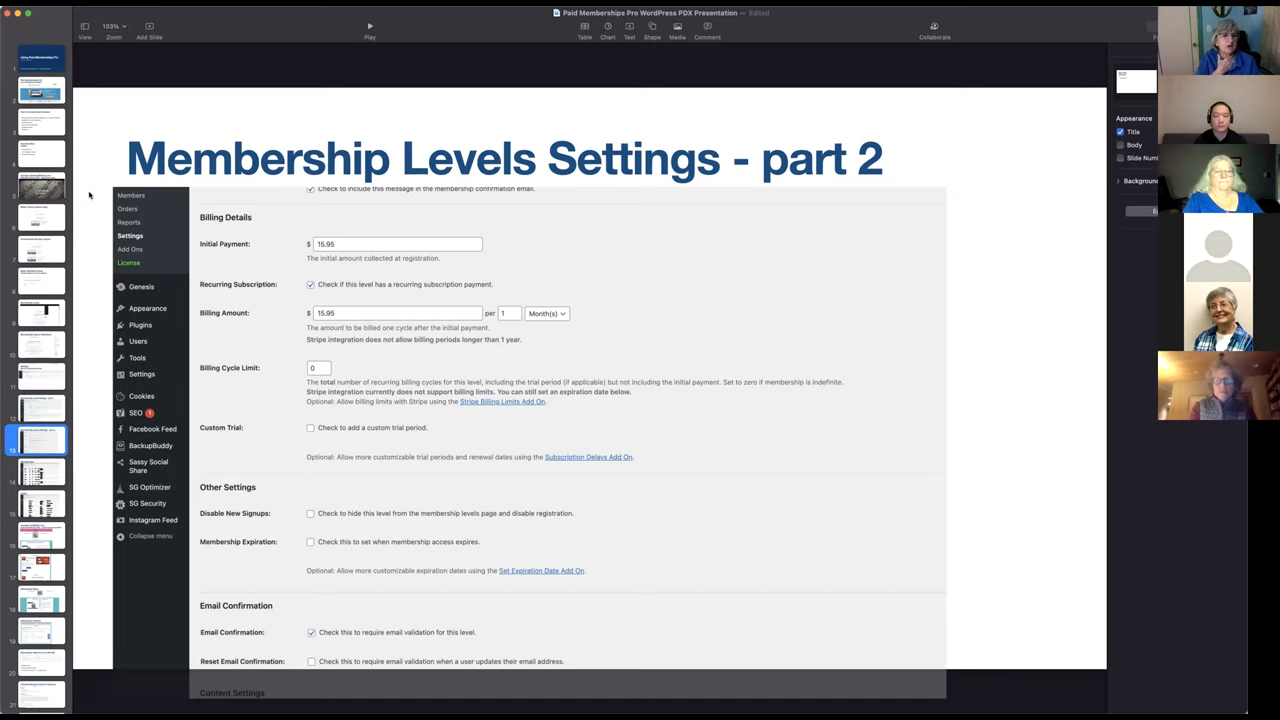 Paid Memberships Pro WordPress PDX Presentation — Edited
103%
View
Zoom
Add Slide
Play
Table
Chart
Text
Shape
Media
Comment
Collaborate
Membership Levels Settings - part 2
Members
Orders
Reports
Settings
Add Ons
License
Genesis
Appearance
Plugins
Users
Tools
Settings
Cookies
SEO !
Facebook Feed
BackupBuddy
Sassy Social
Share
SG Optimizer
SG Security
Instagram Feed
Collapse menu
Check to include this message in the membership confirmation email.
Billing Details
Initial Payment: $ 15.95
The initial amount collected at registration.
Recurring Subscription: Check if this level has a recurring subscription payment.
Billing Amount: $ 15.95 per 1 Month(s)
The amount to be billed one cycle after the initial payment.
Stripe integration does not allow billing periods longer than 1 year.
Billing Cycle Limit: 0
The total number of recurring billing cycles for this level, including the trial period (if applicable) but not including the initial payment. Set to zero if membership is indefinite.
Stripe integration currently does not support billing limits. You can still set an expiration date below.
Optional: Allow billing limits with Stripe using the Stripe Billing Limits Add On.
Custom Trial: Check to add a custom trial period.
Optional: Allow more customizable trial periods and renewal dates using the Subscription Delays Add On.
Other Settings
Disable New Signups: Check to hide this level from the membership levels page and disable registration.
Membership Expiration: Check this to set when membership access expires.
Optional: Allow more customizable expiration dates using the Set Expiration Date Add On.
Email Confirmation
Email Confirmation: Check this to require email validation for this level.
Reset Email Confirmation: Check this to require email validation when a user updates their email address.
Content Settings
Appearance
Title
Body
Slide Num
Background